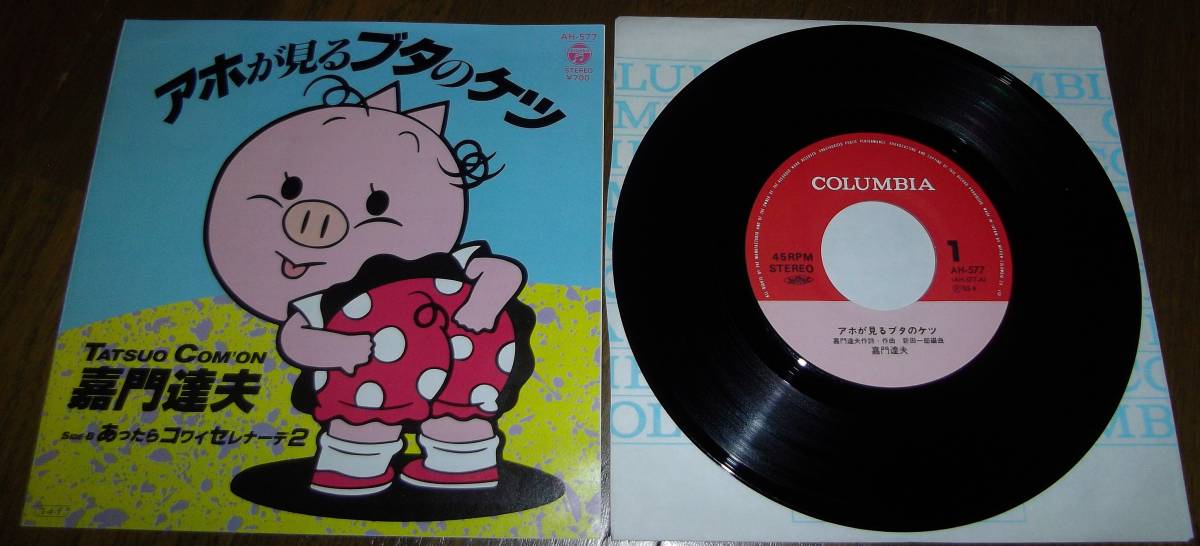 アホが見るブタのケツ
AH-577
STEREO
¥700
TATSUO COM'ON
嘉門達夫
SIDE B あったらコワイセレナーデ2
COLUMBIA
45RPM
STEREO
1
AH-577
(AH-577-A)
アホが見るブタのケツ
嘉門達夫作詩・作曲 新田一郎編曲
嘉門達夫